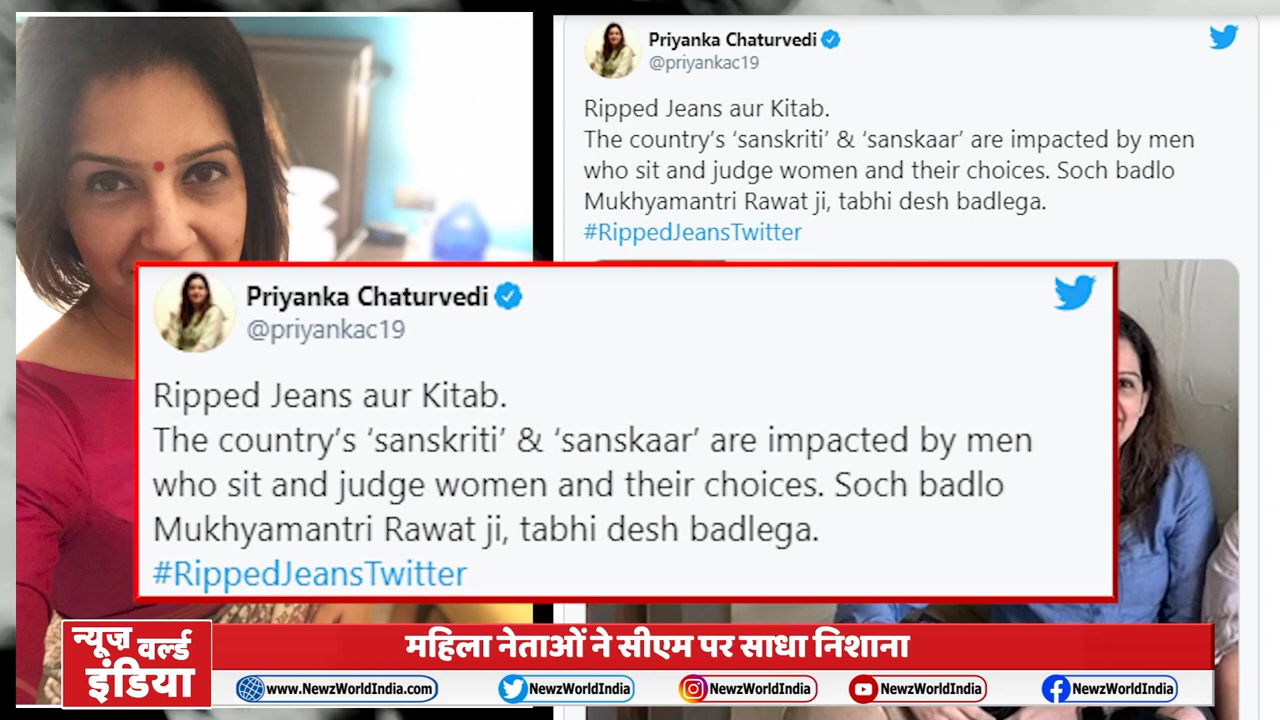 Priyanka Chaturvedi
@priyankac19
Ripped Jeans aur Kitab.
The country's 'sanskriti' & 'sanskaar' are impacted by men
who sit and judge women and their choices. Soch badlo
Mukhyamantri Rawat ji, tabhi desh badlega.
#RippedJeansTwitter
Priyanka Chaturvedi
@priyankac19
Ripped Jeans aur Kitab.
The country's 'sanskriti' & 'sanskaar' are impacted by men
who sit and judge women and their choices. Soch badlo
Mukhyamantri Rawat ji, tabhi desh badlega.
#RippedJeansTwitter
न्यूज़ वर्ल्ड
इंडिया
महिला नेताओं ने सीएम पर साधा निशाना
www.NewzWorldIndia.com
NewzWorldIndia
NewzWorldIndia
NewzWorldIndia
NewzWorldIndia